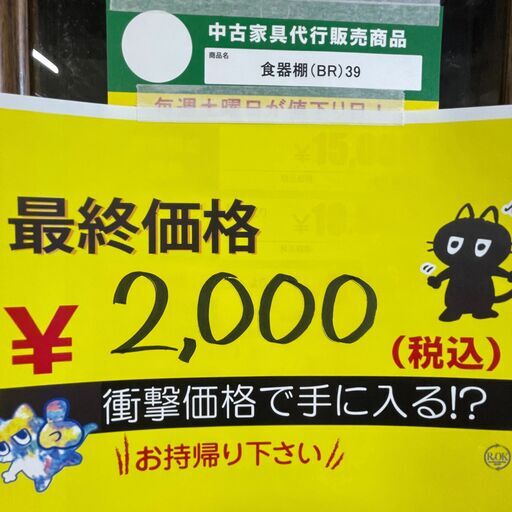 中古家具代行販売商品
商品名
食器棚(BR)39
毎週土曜日が値下げ日!
最終価格
¥2,000
(税込)
衝撃価格で手に入る!?
お持帰り下さい